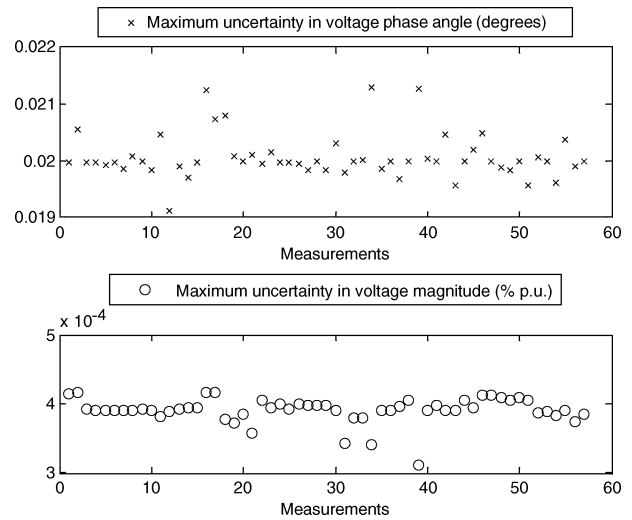 × Maximum uncertainty in voltage phase angle (degrees)
0.022
0.021
0.02
0.019
0 10 20 30 40 50 60
Measurements
○ Maximum uncertainty in voltage magnitude (% p.u.)
x 10⁻⁴
5
4
3
0 10 20 30 40 50 60
Measurements